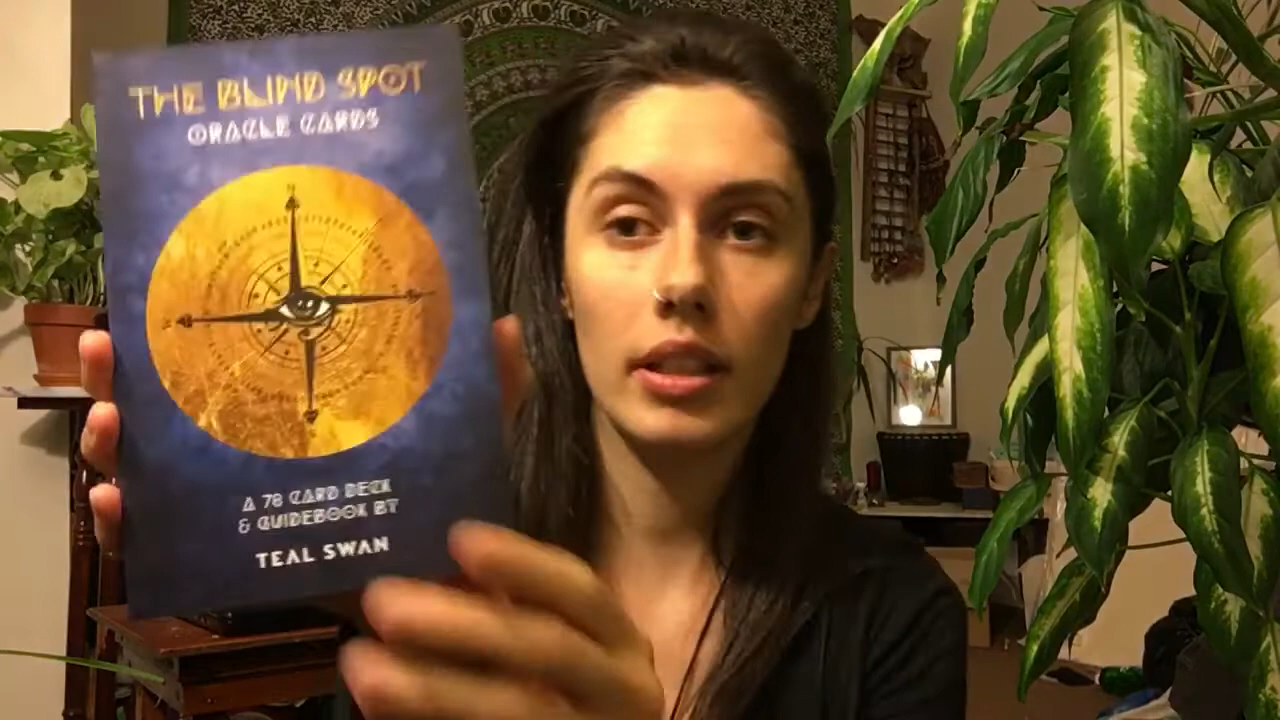 THE BLIND SPOT
ORACLE CARDS
N
A 78 CARD DECK
& GUIDEBOOK BY
TEAL SWAN